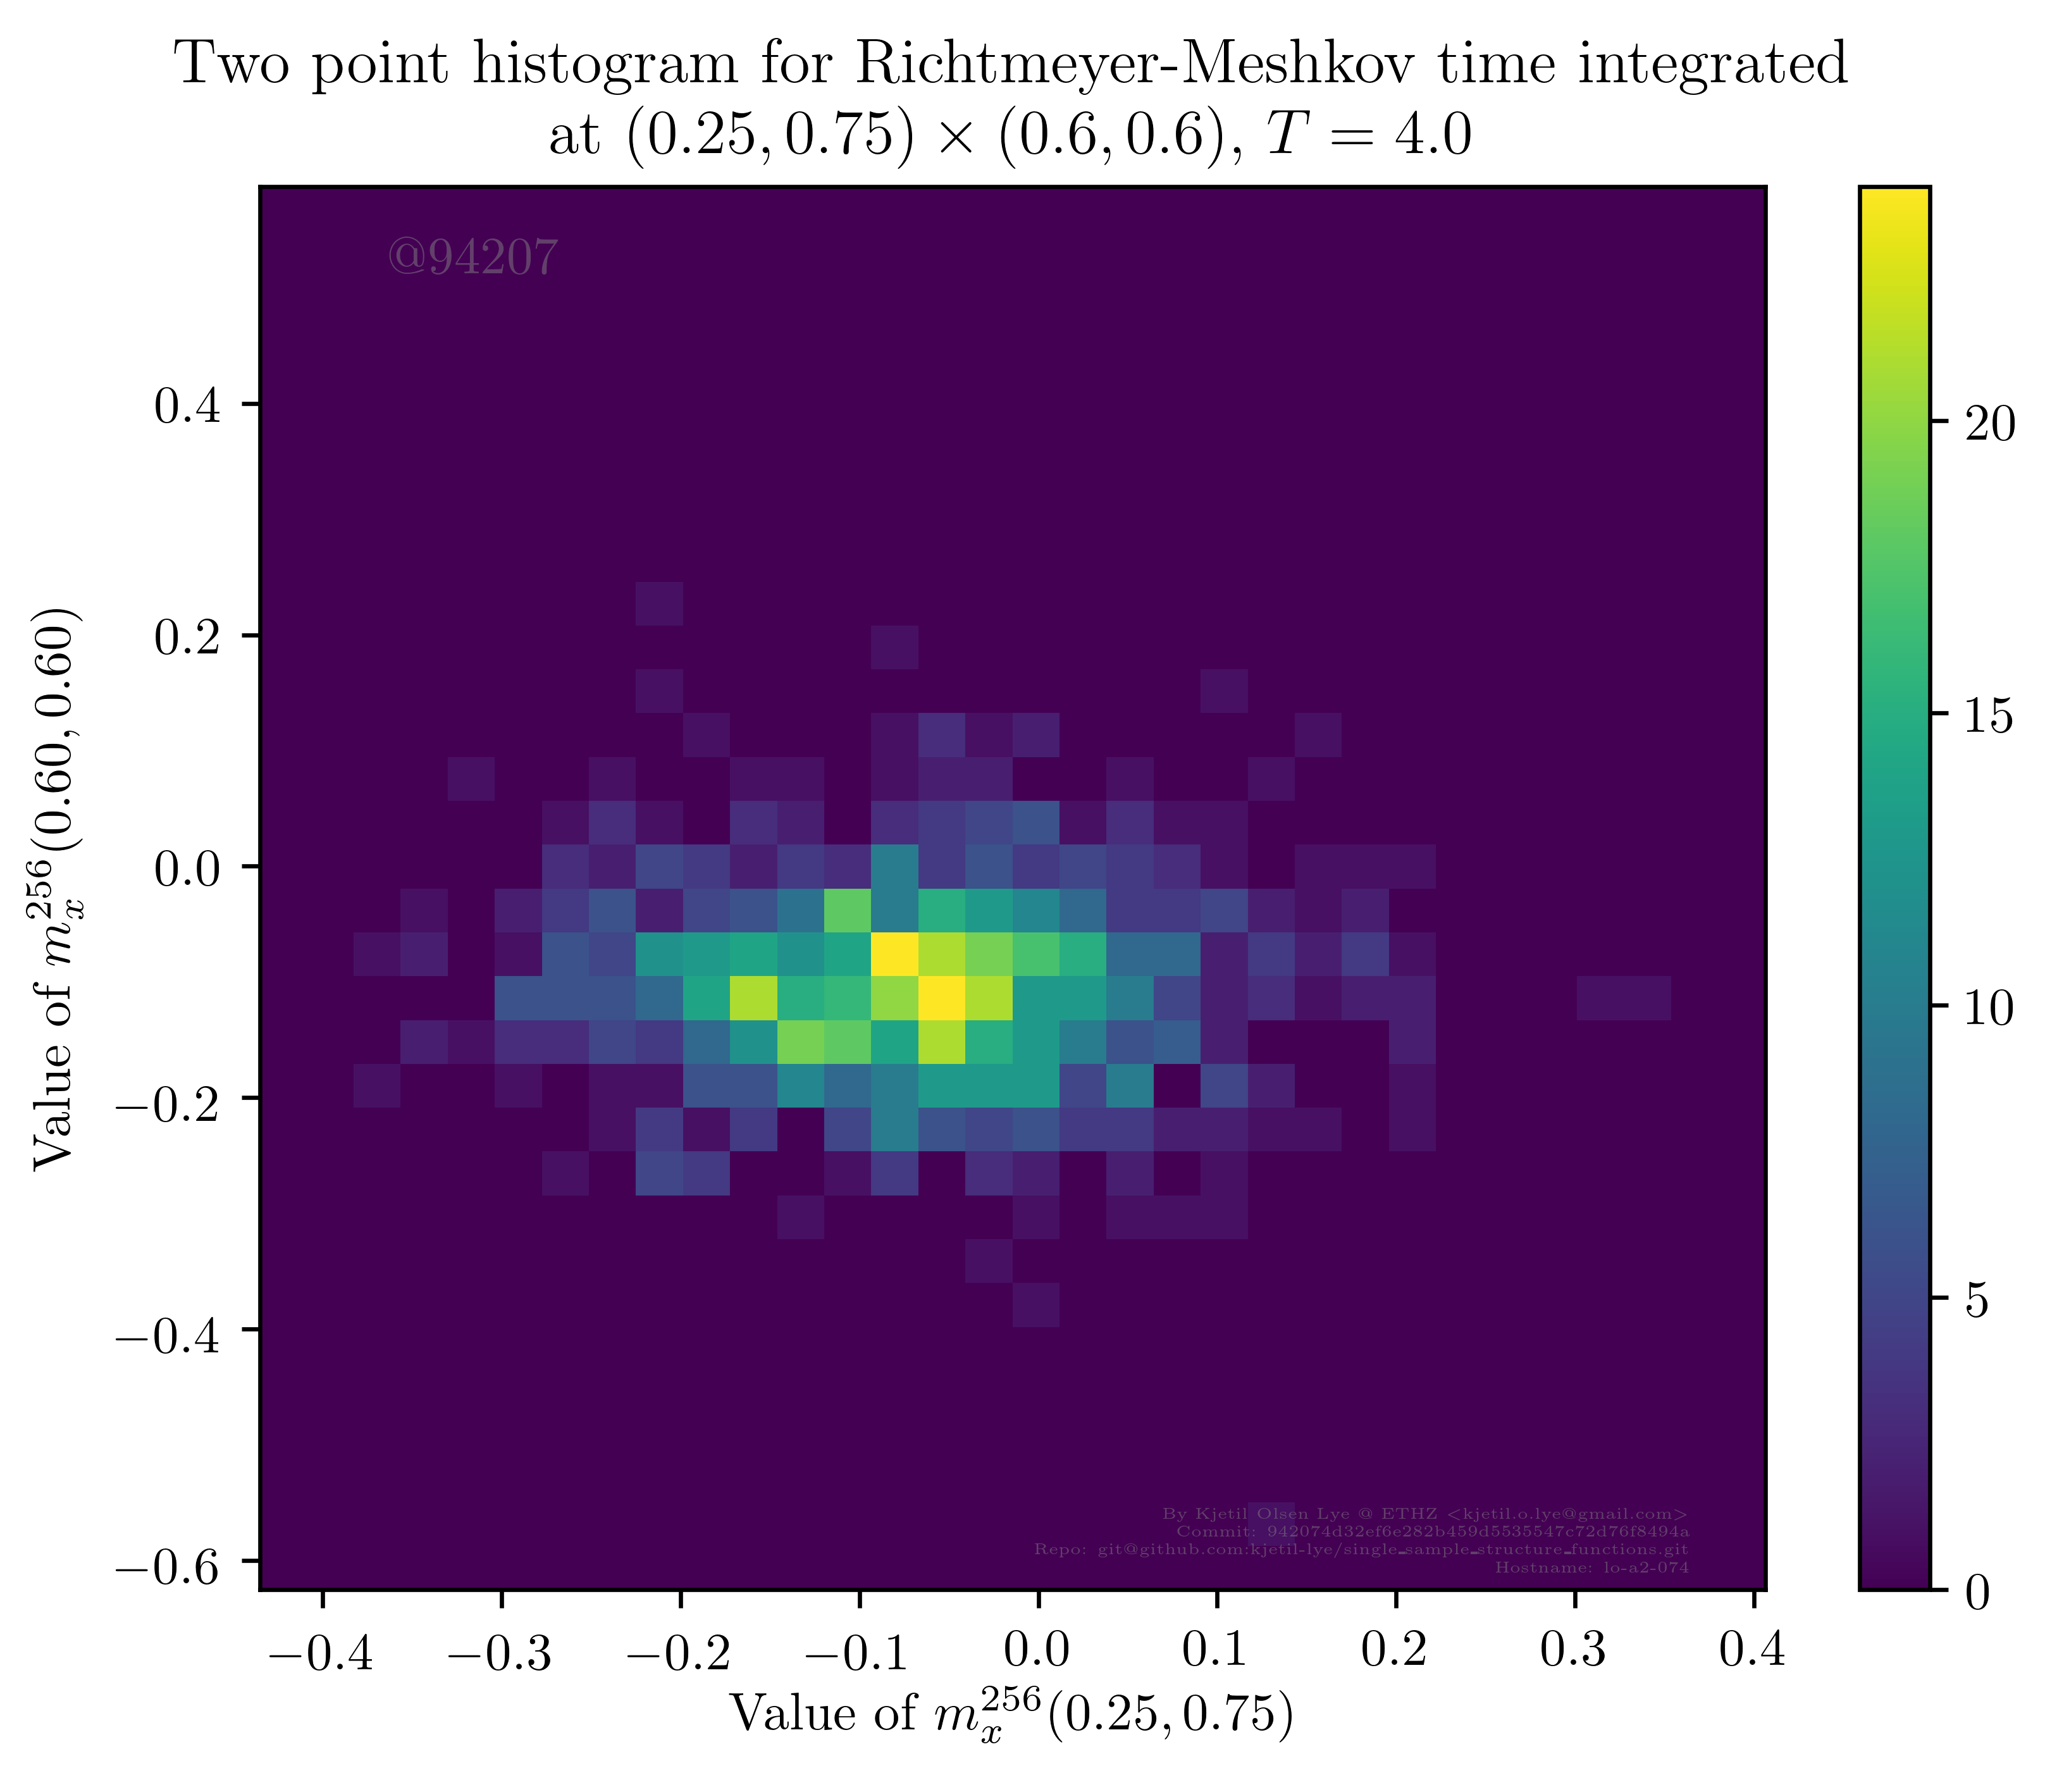 Two point histogram for Richtmeyer-Meshkov time integrated
at (0.25, 0.75) × (0.6, 0.6), T = 4.0
@94207
0.4
0.2
0.0
−0.2
−0.4
−0.6
Value of m_x^{256}(0.60, 0.60)
20
15
10
5
0
By Kjetil Olsen Lye @ ETHZ <kjetil.o.lye@gmail.com>
Commit: 942074d32ef6e282b459d5535547c72d76f8494a
Repo: git@github.com:kjetil-lye/single_sample_structure_functions.git
Hostname: lo-a2-074
−0.4 −0.3 −0.2 −0.1 0.0 0.1 0.2 0.3 0.4
Value of m_x^{256}(0.25, 0.75)